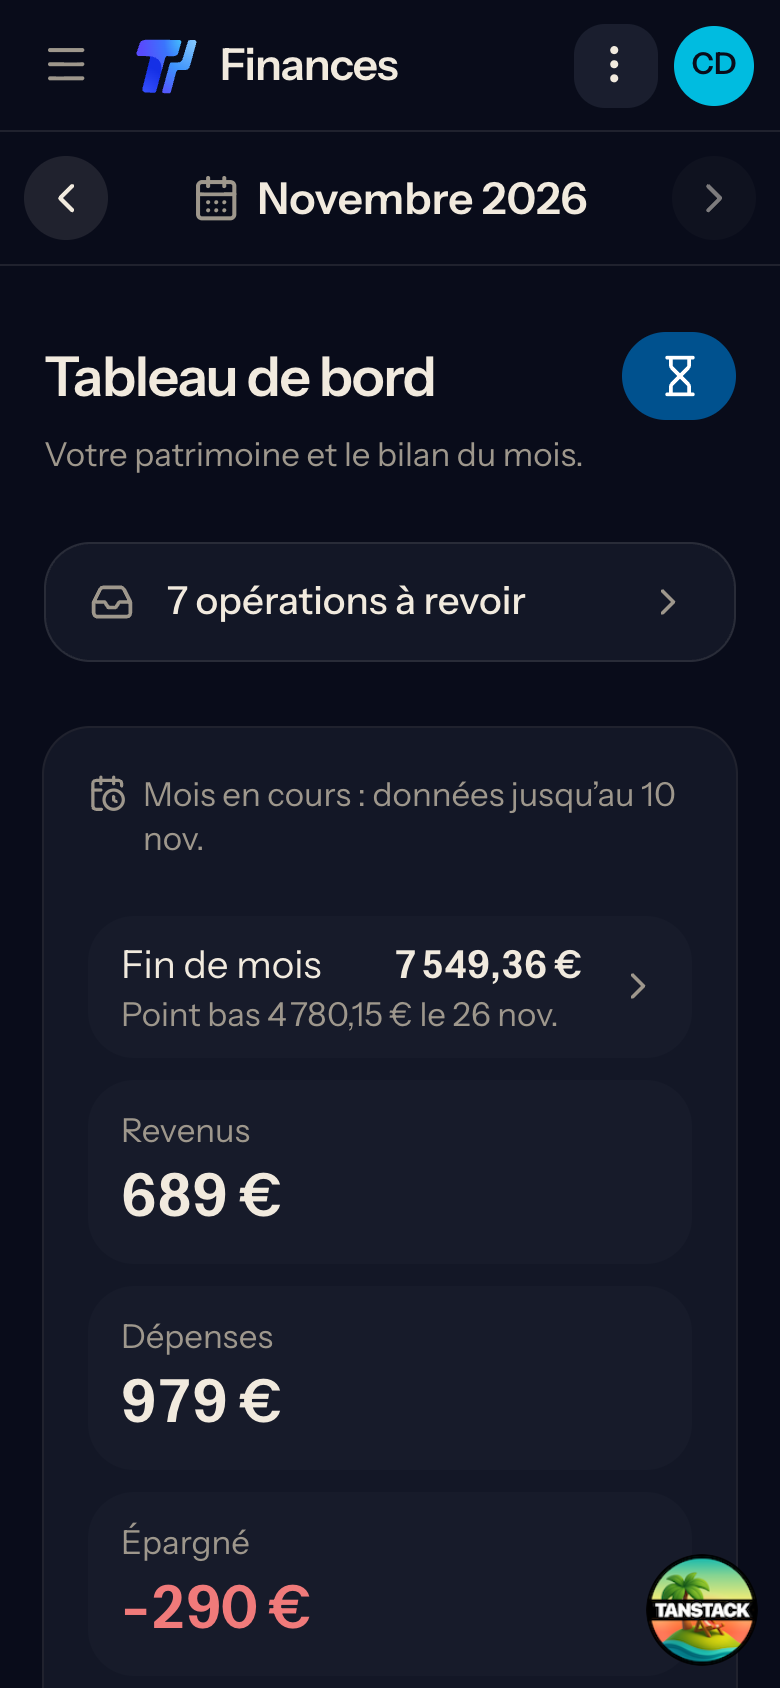 Finances
CD
Novembre 2026
Tableau de bord
Votre patrimoine et le bilan du mois.
7 opérations à revoir
Mois en cours : données jusqu’au 10
nov.
Fin de mois 7 549,36 €
Point bas 4 780,15 € le 26 nov.
Revenus
689 €
Dépenses
979 €
Épargné
-290 €
TANSTACK